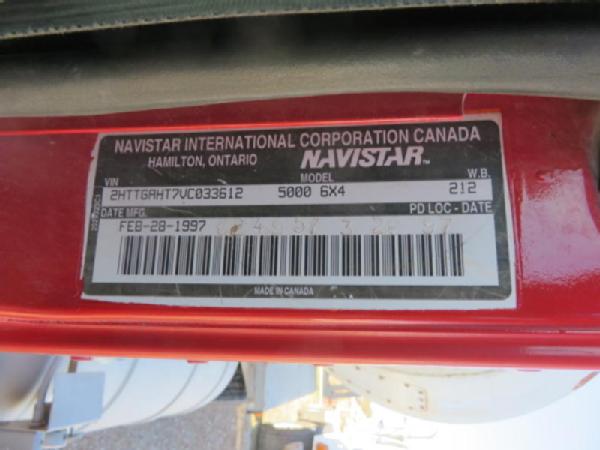 NAVISTAR INTERNATIONAL CORPORATION CANADA
HAMILTON, ONTARIO NAVISTAR™
VIN MODEL W.B.
2HTTGAHT7VC033612 5000 6X4 212
DATE MFG PD LOC - DATE
FEB-28-1997
MADE IN CANADA